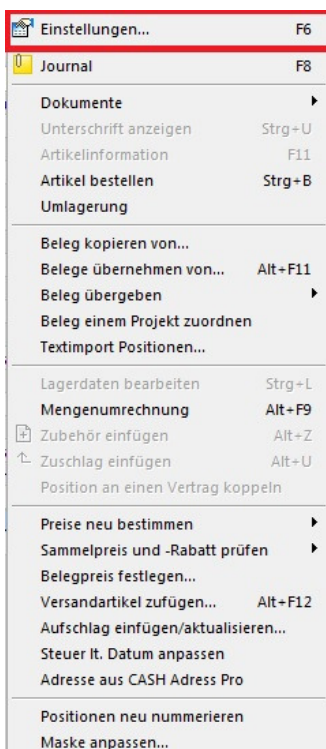 Einstellungen... F6
Journal F8
Dokumente
Unterschrift anzeigen Strg+U
Artikelinformation F11
Artikel bestellen Strg+B
Umlagerung
Beleg kopieren von...
Belege übernehmen von... Alt+F11
Beleg übergeben
Beleg einem Projekt zuordnen
Textimport Positionen...
Lagerdaten bearbeiten Strg+L
Mengenumrechnung Alt+F9
Zubehör einfügen Alt+Z
Zuschlag einfügen Alt+U
Position an einen Vertrag koppeln
Preise neu bestimmen
Sammelpreis und -Rabatt prüfen
Belegpreis festlegen...
Versandartikel zufügen... Alt+F12
Aufschlag einfügen/aktualisieren...
Steuer lt. Datum anpassen
Adresse aus CASH Adress Pro
Positionen neu nummerieren
Maske anpassen...